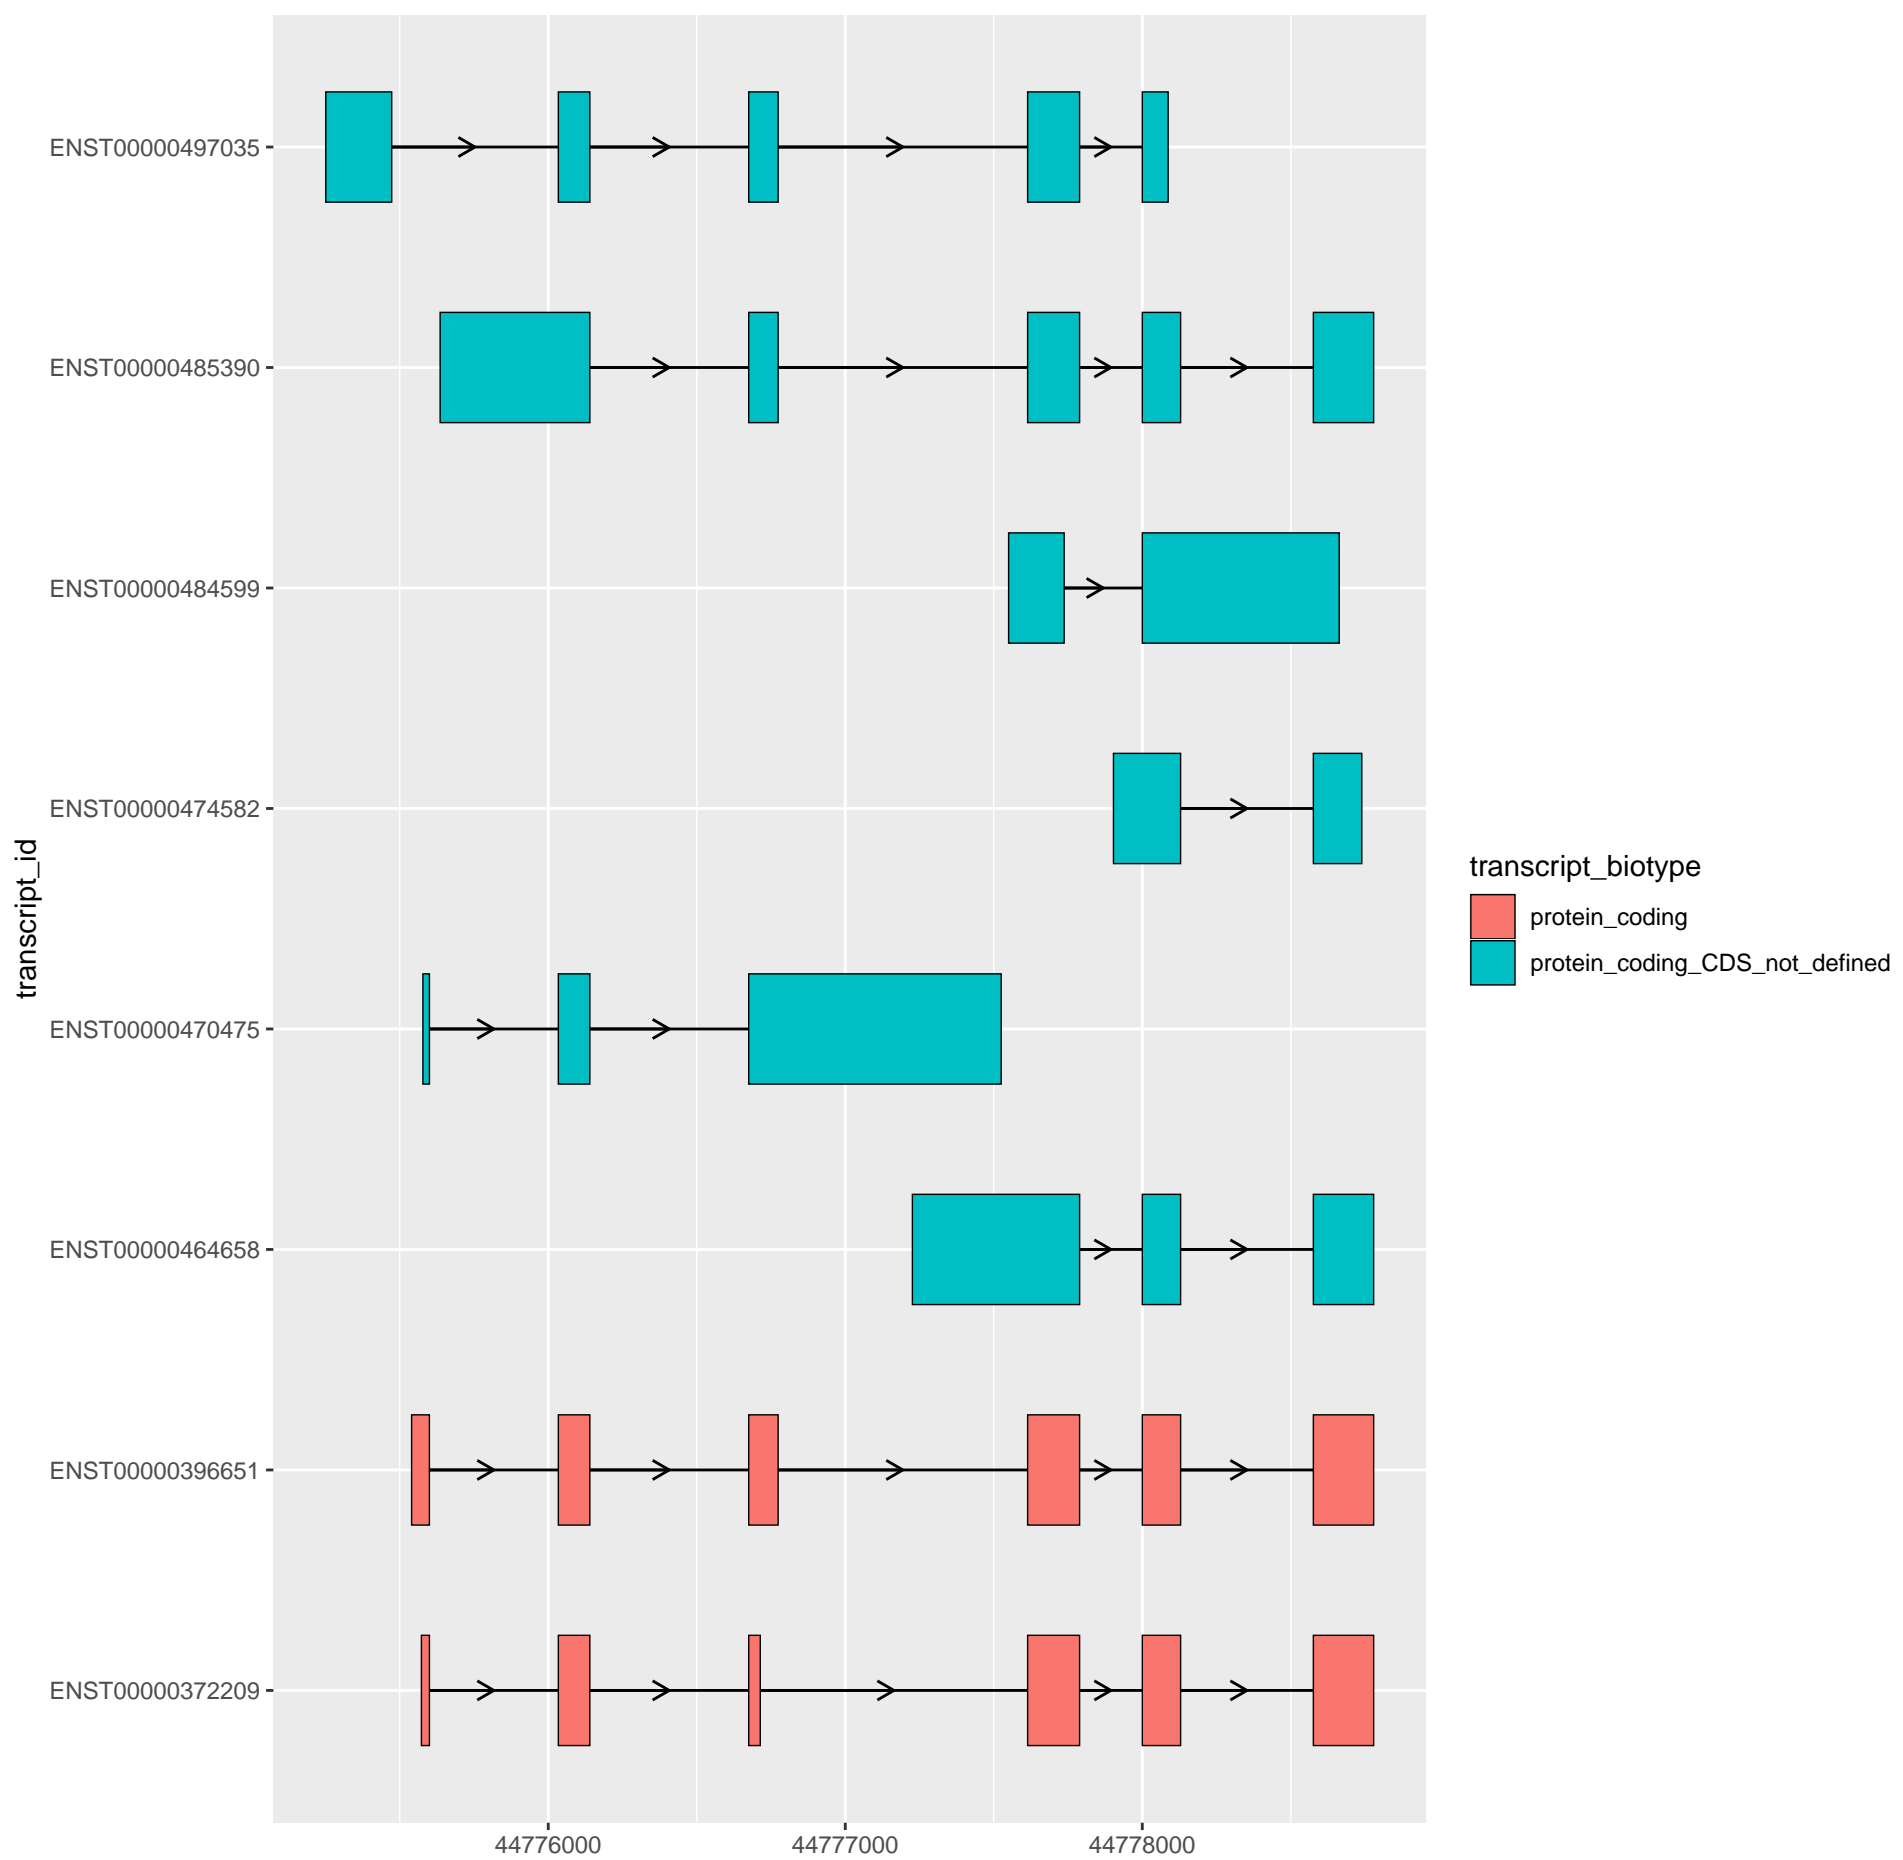 transcript_id
ENST00000497035
ENST00000485390
ENST00000484599
ENST00000474582
ENST00000470475
ENST00000464658
ENST00000396651
ENST00000372209
44776000 44777000 44778000
transcript_biotype
protein_coding
protein_coding_CDS_not_defined